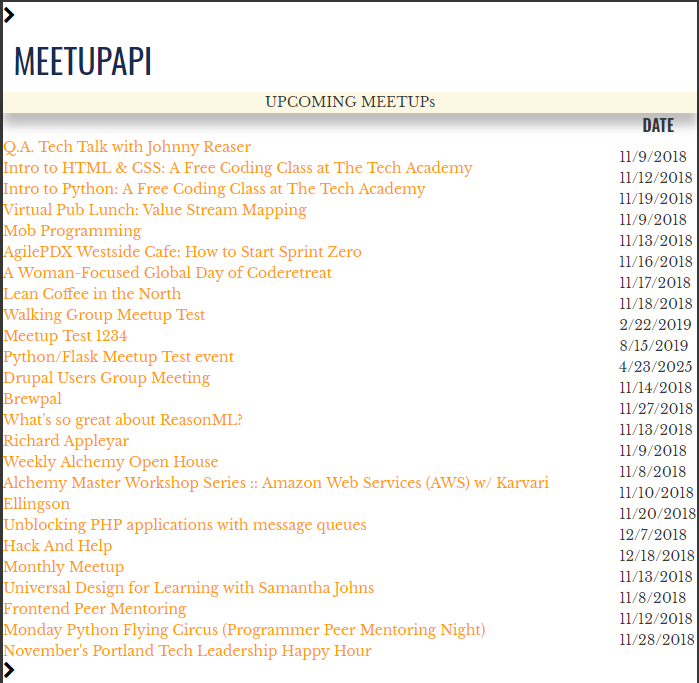 MEETUPAPI
UPCOMING MEETUPs
DATE
Q.A. Tech Talk with Johnny Reaser
11/9/2018
Intro to HTML & CSS: A Free Coding Class at The Tech Academy
11/12/2018
Intro to Python: A Free Coding Class at The Tech Academy
11/19/2018
Virtual Pub Lunch: Value Stream Mapping
11/9/2018
Mob Programming
11/13/2018
AgilePDX Westside Cafe: How to Start Sprint Zero
11/16/2018
A Woman-Focused Global Day of Coderetreat
11/17/2018
Lean Coffee in the North
11/18/2018
Walking Group Meetup Test
2/22/2019
Meetup Test 1234
8/15/2019
Python/Flask Meetup Test event
4/23/2025
Drupal Users Group Meeting
11/14/2018
Brewpal
11/27/2018
What's so great about ReasonML?
11/13/2018
Richard Appleyar
11/9/2018
Weekly Alchemy Open House
11/8/2018
Alchemy Master Workshop Series :: Amazon Web Services (AWS) w/ Karvari
11/10/2018
Ellingson
11/20/2018
Unblocking PHP applications with message queues
12/7/2018
Hack And Help
12/18/2018
Monthly Meetup
11/13/2018
Universal Design for Learning with Samantha Johns
11/8/2018
Frontend Peer Mentoring
11/12/2018
Monday Python Flying Circus (Programmer Peer Mentoring Night)
11/28/2018
November's Portland Tech Leadership Happy Hour